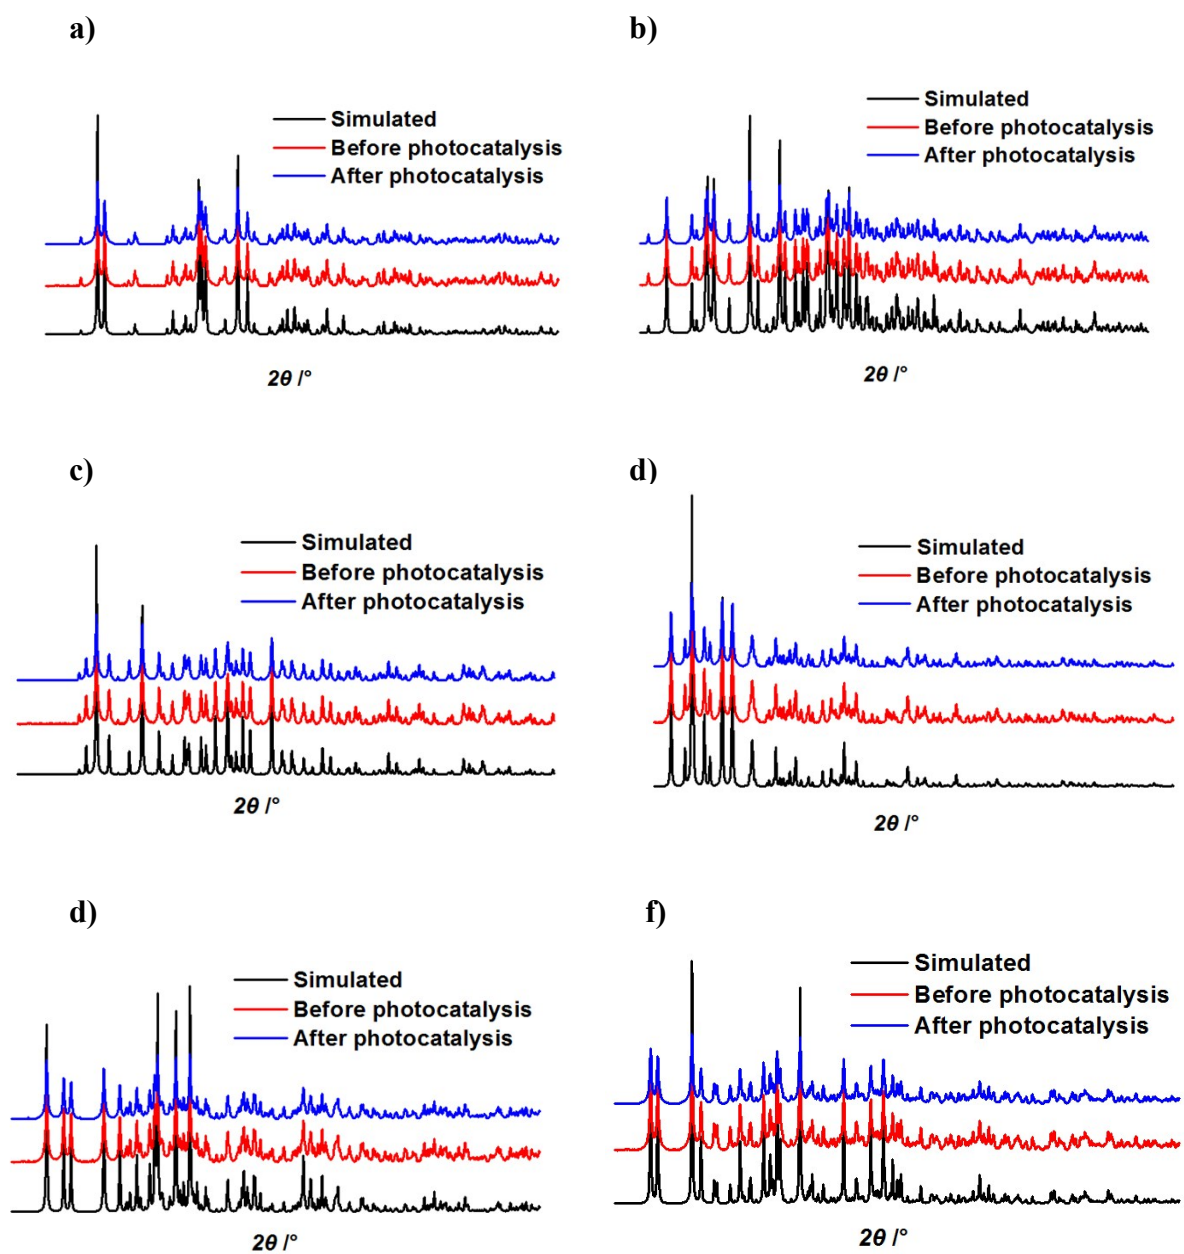 a)
Simulated
Before photocatalysis
After photocatalysis
2θ /°
b)
Simulated
Before photocatalysis
After photocatalysis
2θ /°
c)
Simulated
Before photocatalysis
After photocatalysis
2θ /°
d)
Simulated
Before photocatalysis
After photocatalysis
2θ /°
d)
Simulated
Before photocatalysis
After photocatalysis
2θ /°
f)
Simulated
Before photocatalysis
After photocatalysis
2θ /°